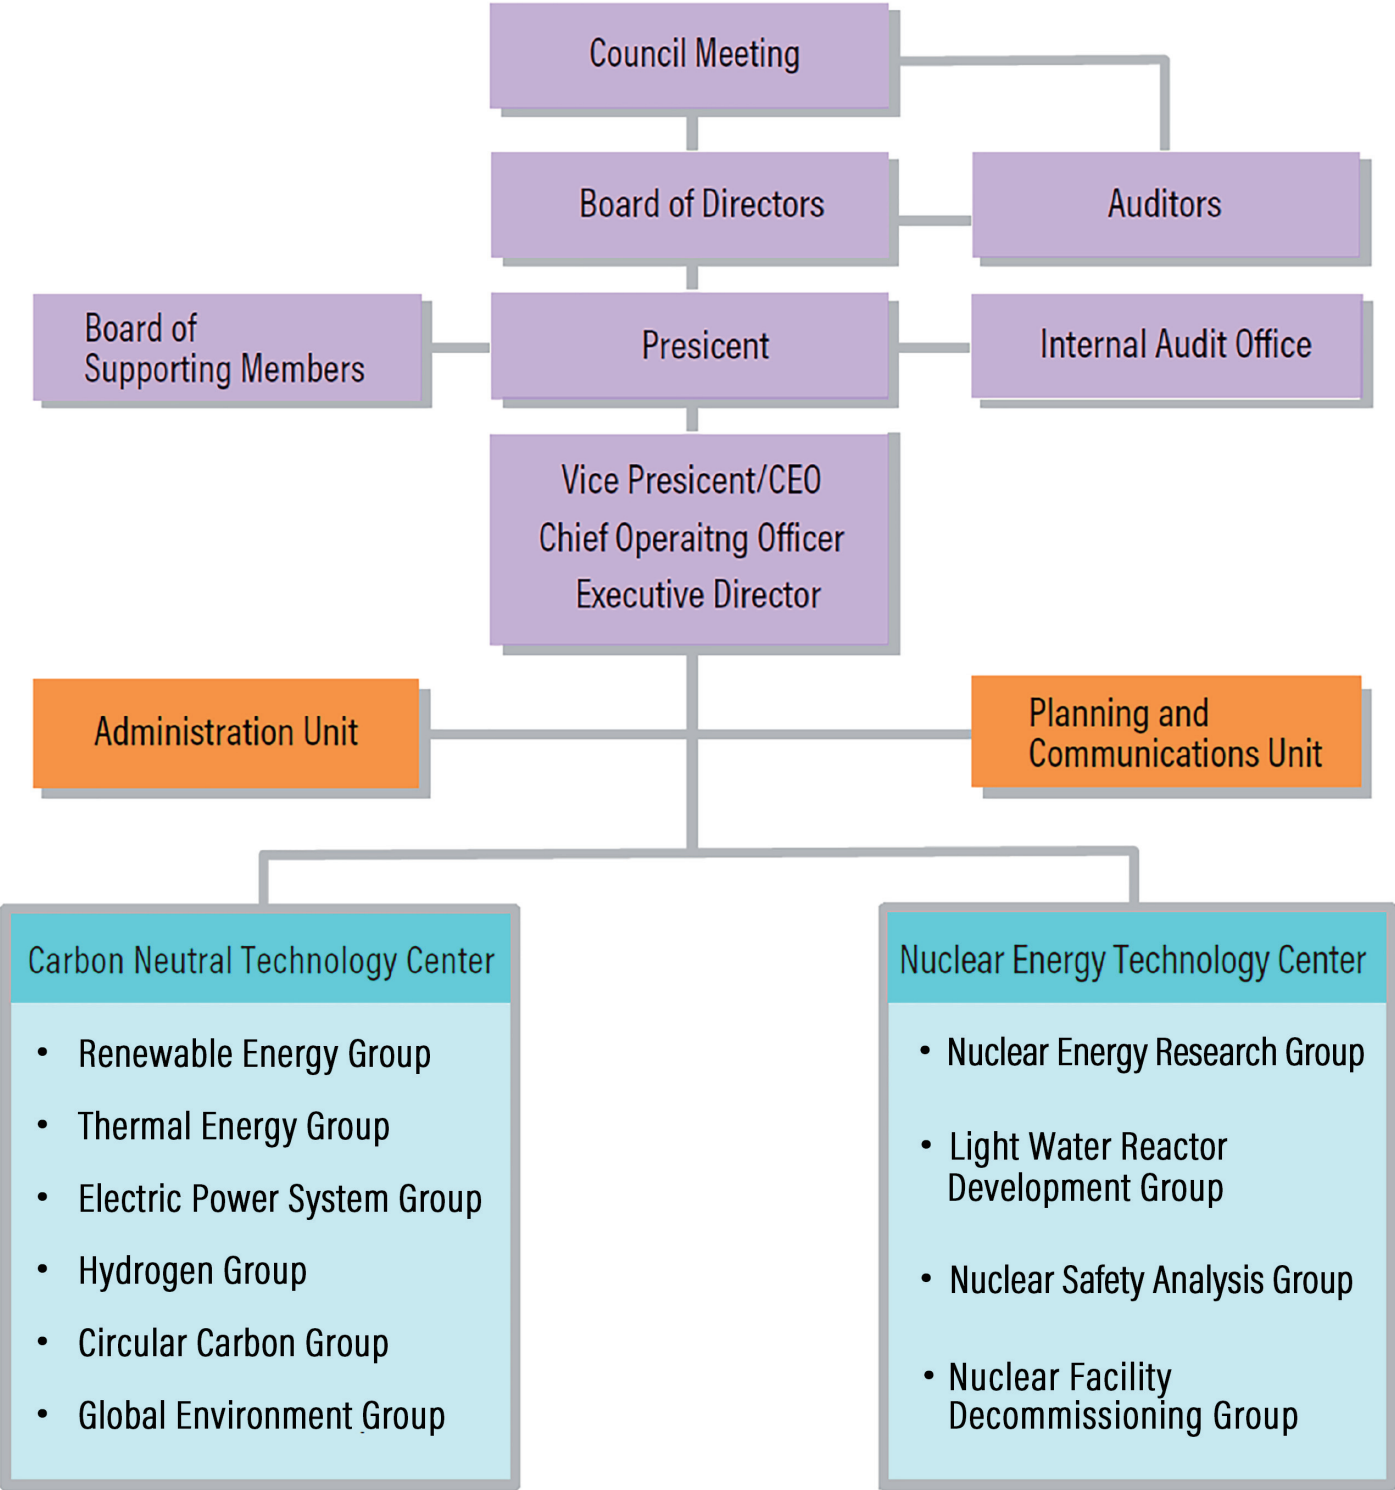 Council Meeting
Board of Directors
Auditors
Board of
Supporting Members
Presicent
Internal Audit Office
Vice Presicent/CEO
Chief Operaitng Officer
Executive Director
Administration Unit
Planning and
Communications Unit
Carbon Neutral Technology Center
• Renewable Energy Group
• Thermal Energy Group
• Electric Power System Group
• Hydrogen Group
• Circular Carbon Group
• Global Environment Group
Nuclear Energy Technology Center
• Nuclear Energy Research Group
• Light Water Reactor
Development Group
• Nuclear Safety Analysis Group
• Nuclear Facility
Decommissioning Group